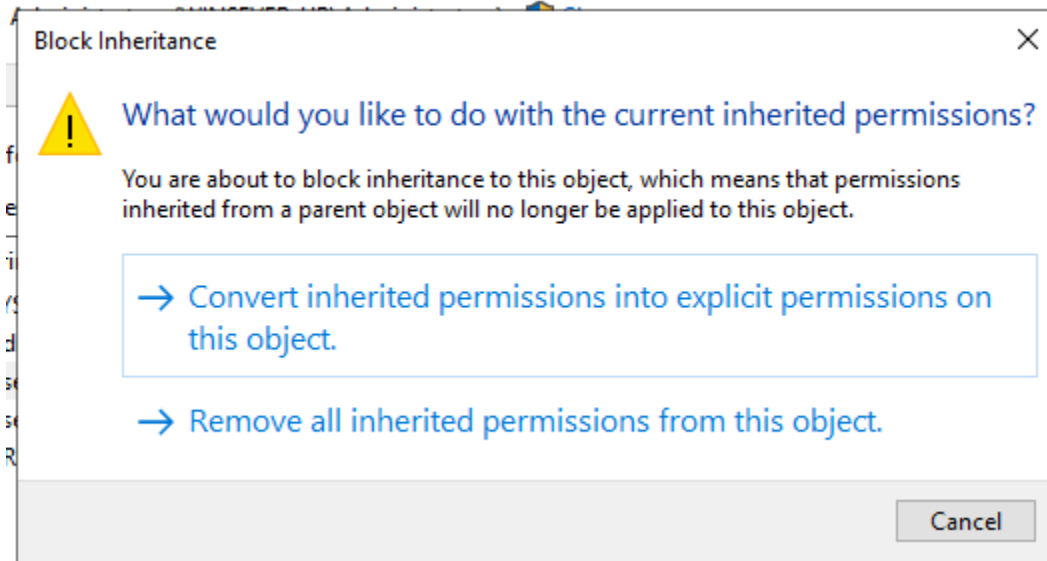 Block Inheritance
What would you like to do with the current inherited permissions?
You are about to block inheritance to this object, which means that permissions
inherited from a parent object will no longer be applied to this object.
→ Convert inherited permissions into explicit permissions on
this object.
→ Remove all inherited permissions from this object.
Cancel